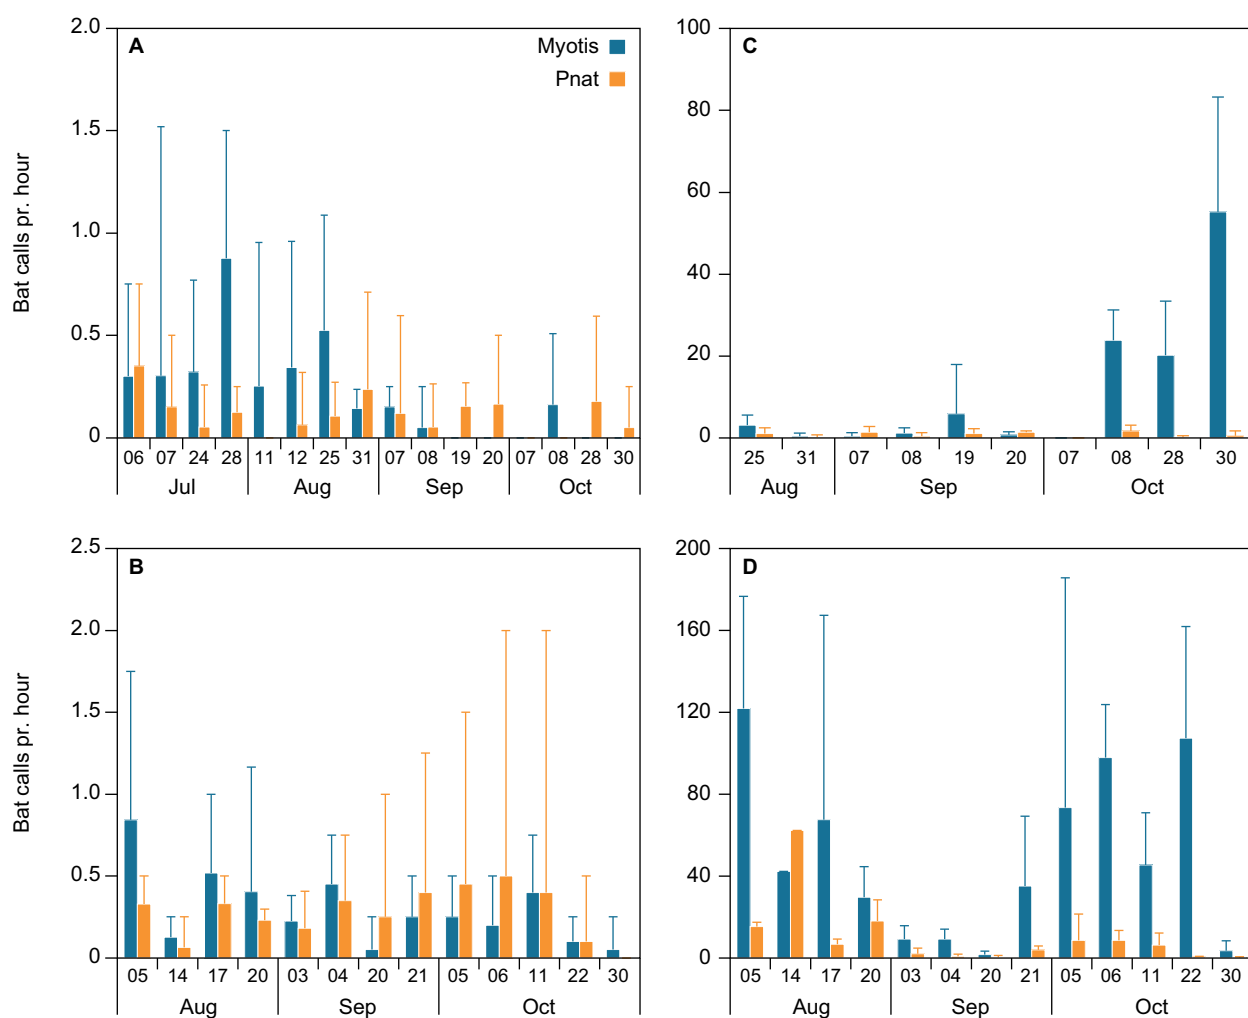 A
Myotis
Pnat
Bat calls pr. hour
2.0
1.5
1.0
0.5
0
06 07 24 28 11 12 25 31 07 08 19 20 07 08 28 30
Jul Aug Sep Oct
C
100
80
60
40
20
0
25 31 07 08 19 20 07 08 28 30
Aug Sep Oct
B
Bat calls pr. hour
2.5
2.0
1.5
1.0
0.5
0
05 14 17 20 03 04 20 21 05 06 11 22 30
Aug Sep Oct
D
200
160
120
80
40
0
05 14 17 20 03 04 20 21 05 06 11 22 30
Aug Sep Oct